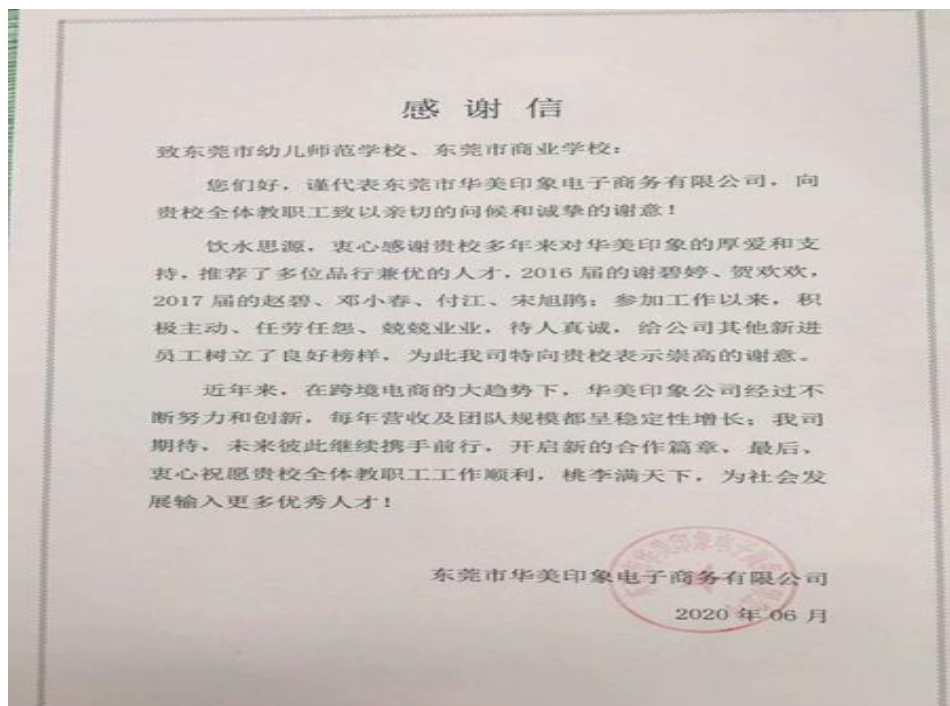 感谢信
致东莞市幼儿师范学校、东莞市商业学校：
您们好，谨代表东莞市华美印象电子商务有限公司，向
贵校全体教职工致以亲切的问候和诚挚的谢意！
饮水思源，衷心感谢贵校多年来对华美印象的厚爱和支
持，推荐了多位品行兼优的人才，2016 届的谢碧婷、贺欢欢，
2017 届的赵碧、邓小春、付江、宋旭鹃；参加工作以来，积
极主动、任劳任怨、兢兢业业，待人真诚，给公司其他新进
员工树立了良好榜样，为此我司特向贵校表示崇高的谢意。
近年来，在跨境电商的大趋势下，华美印象公司经过不
断努力和创新，每年营收及团队规模都呈稳定性增长；我司
期待，未来彼此继续携手前行，开启新的合作篇章，最后，
衷心祝愿贵校全体教职工工作顺利，桃李满天下，为社会发
展输入更多优秀人才！
东莞市华美印象电子商务有限公司
2020 年 06 月